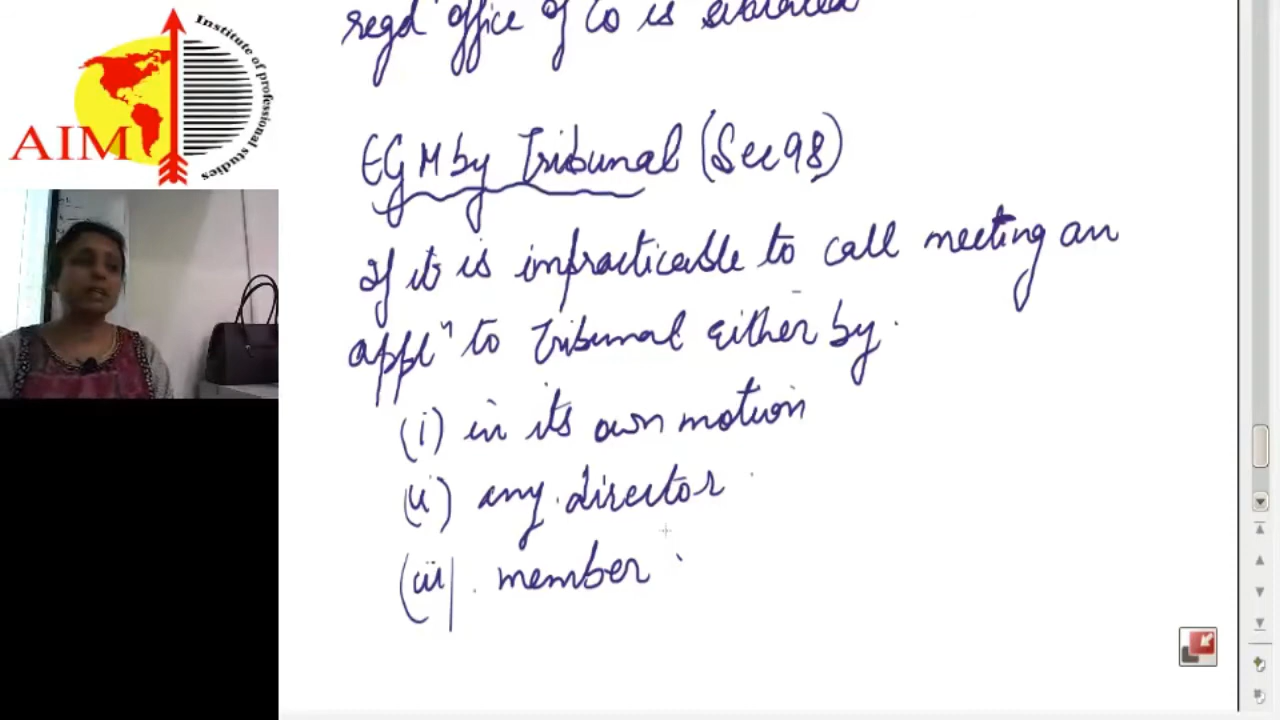 regd office of Co is situated
EGM by Tribunal (Sec 98)
If it is impracticable to call meeting an
applⁿ to Tribunal either by.
(i) in its own motion
(ii) any director
(iii) member
AIM
Institute of professional studies